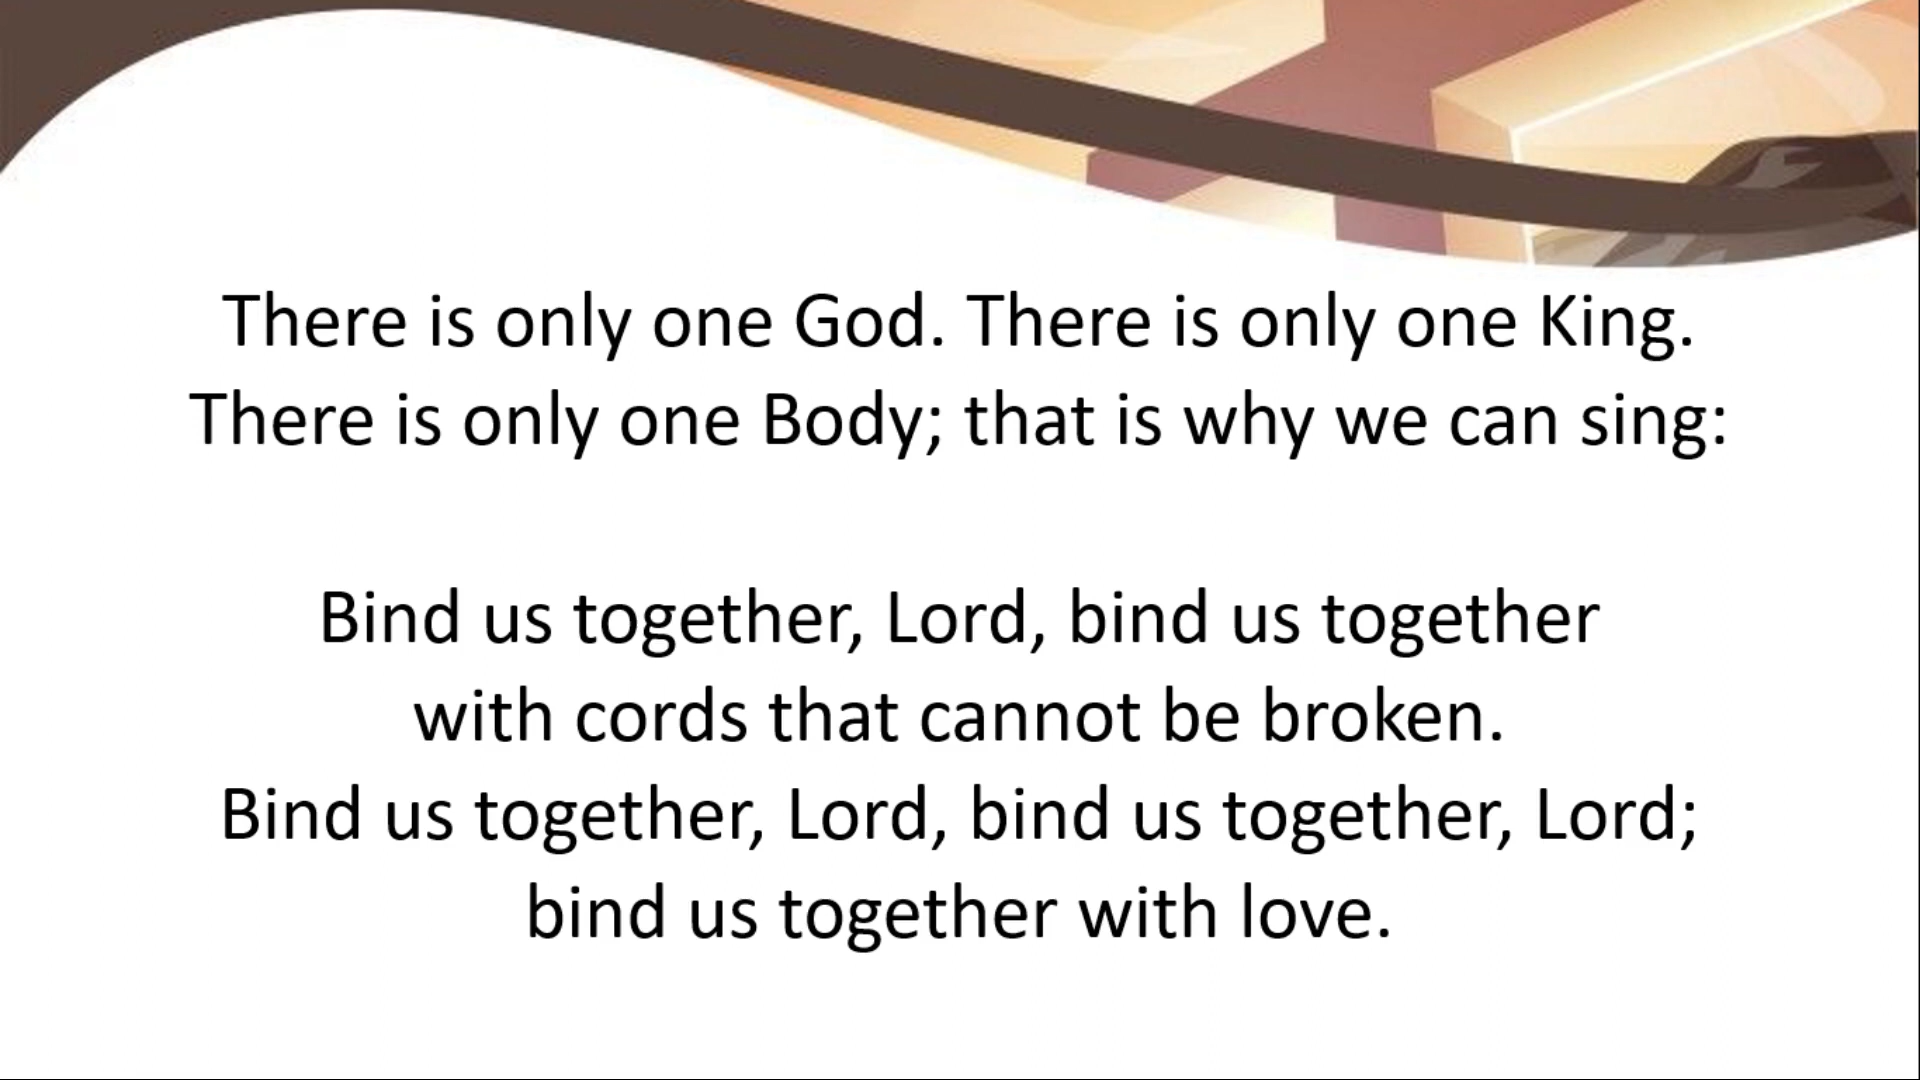 There is only one God. There is only one King.
There is only one Body; that is why we can sing:
Bind us together, Lord, bind us together
with cords that cannot be broken.
Bind us together, Lord, bind us together, Lord;
bind us together with love.